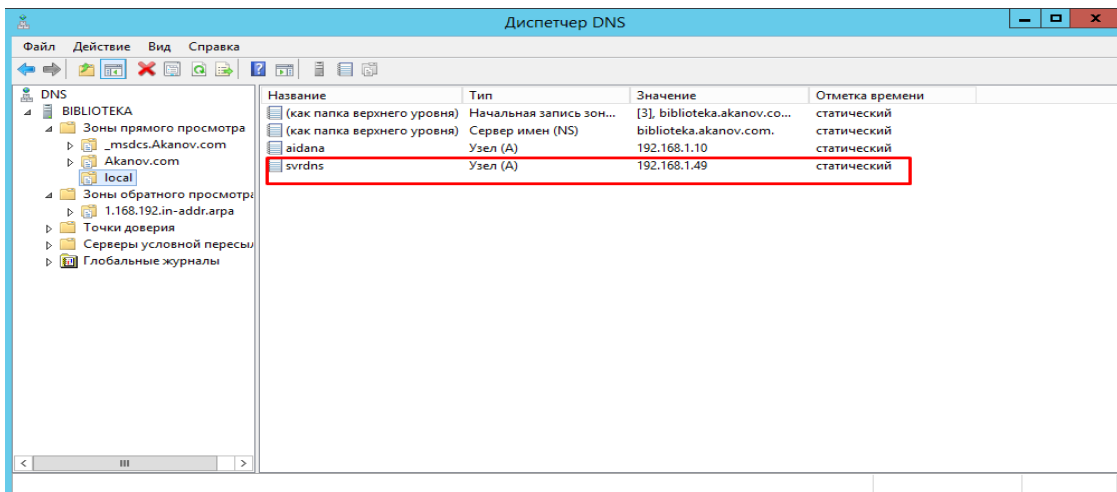 Диспетчер DNS
Файл Действие Вид Справка
DNS
BIBLIOTEKA
Зоны прямого просмотра
_msdcs.Akanov.com
Akanov.com
local
Зоны обратного просмотра
1.168.192.in-addr.arpa
Точки доверия
Серверы условной пересыл
Глобальные журналы
Название Тип Значение Отметка времени
(как папка верхнего уровня) Начальная запись зон... [3], biblioteka.akanov.co... статический
(как папка верхнего уровня) Сервер имен (NS) biblioteka.akanov.com. статический
aidana Узел (A) 192.168.1.10 статический
svrdns Узел (A) 192.168.1.49 статический